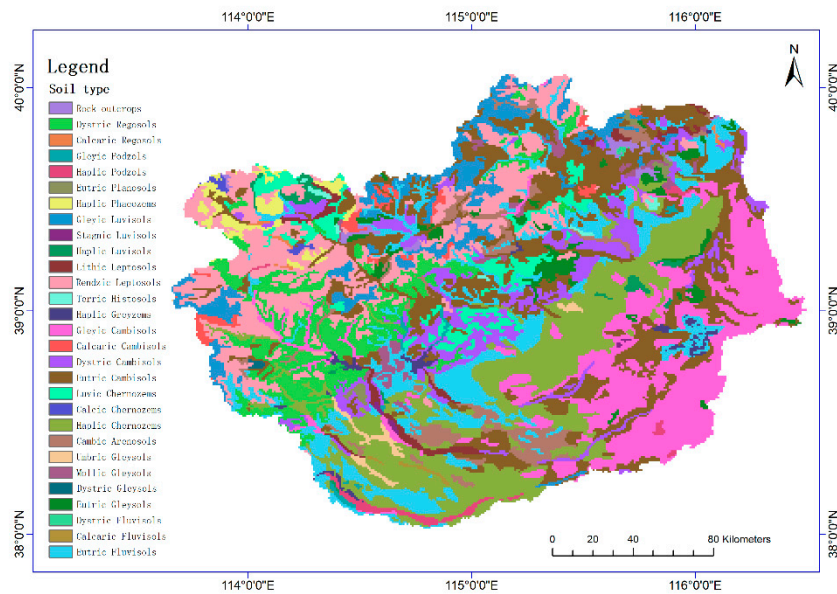 114°0'0"E 115°0'0"E 116°0'0"E
N
40°0'0"N 40°0'0"N
Legend
Soil type
Rock outcrops
Dystric Regosols
Calcaric Regosols
Gleyic Podzols
Haplic Podzols
Eutric Planosols
Haplic Phaeozems
Gleyic Luvisols
Stagnic Luvisols
Haplic Luvisols
Lithic Leptosols
Rendzic Leptosols
Terric Histosols
Haplic Greyzems
Gleyic Cambisols
Calcaric Cambisols
Dystric Cambisols
Eutric Cambisols
Luvic Chernozems
Calcic Chernozems
Haplic Chernozems
Cambic Arenosols
Umbric Gleysols
Mollic Gleysols
Dystric Gleysols
Eutric Gleysols
Dystric Fluvisols
Calcaric Fluvisols
Eutric Fluvisols
39°0'0"N 39°0'0"N
38°0'0"N 38°0'0"N
0 20 40 80 Kilometers
114°0'0"E 115°0'0"E 116°0'0"E